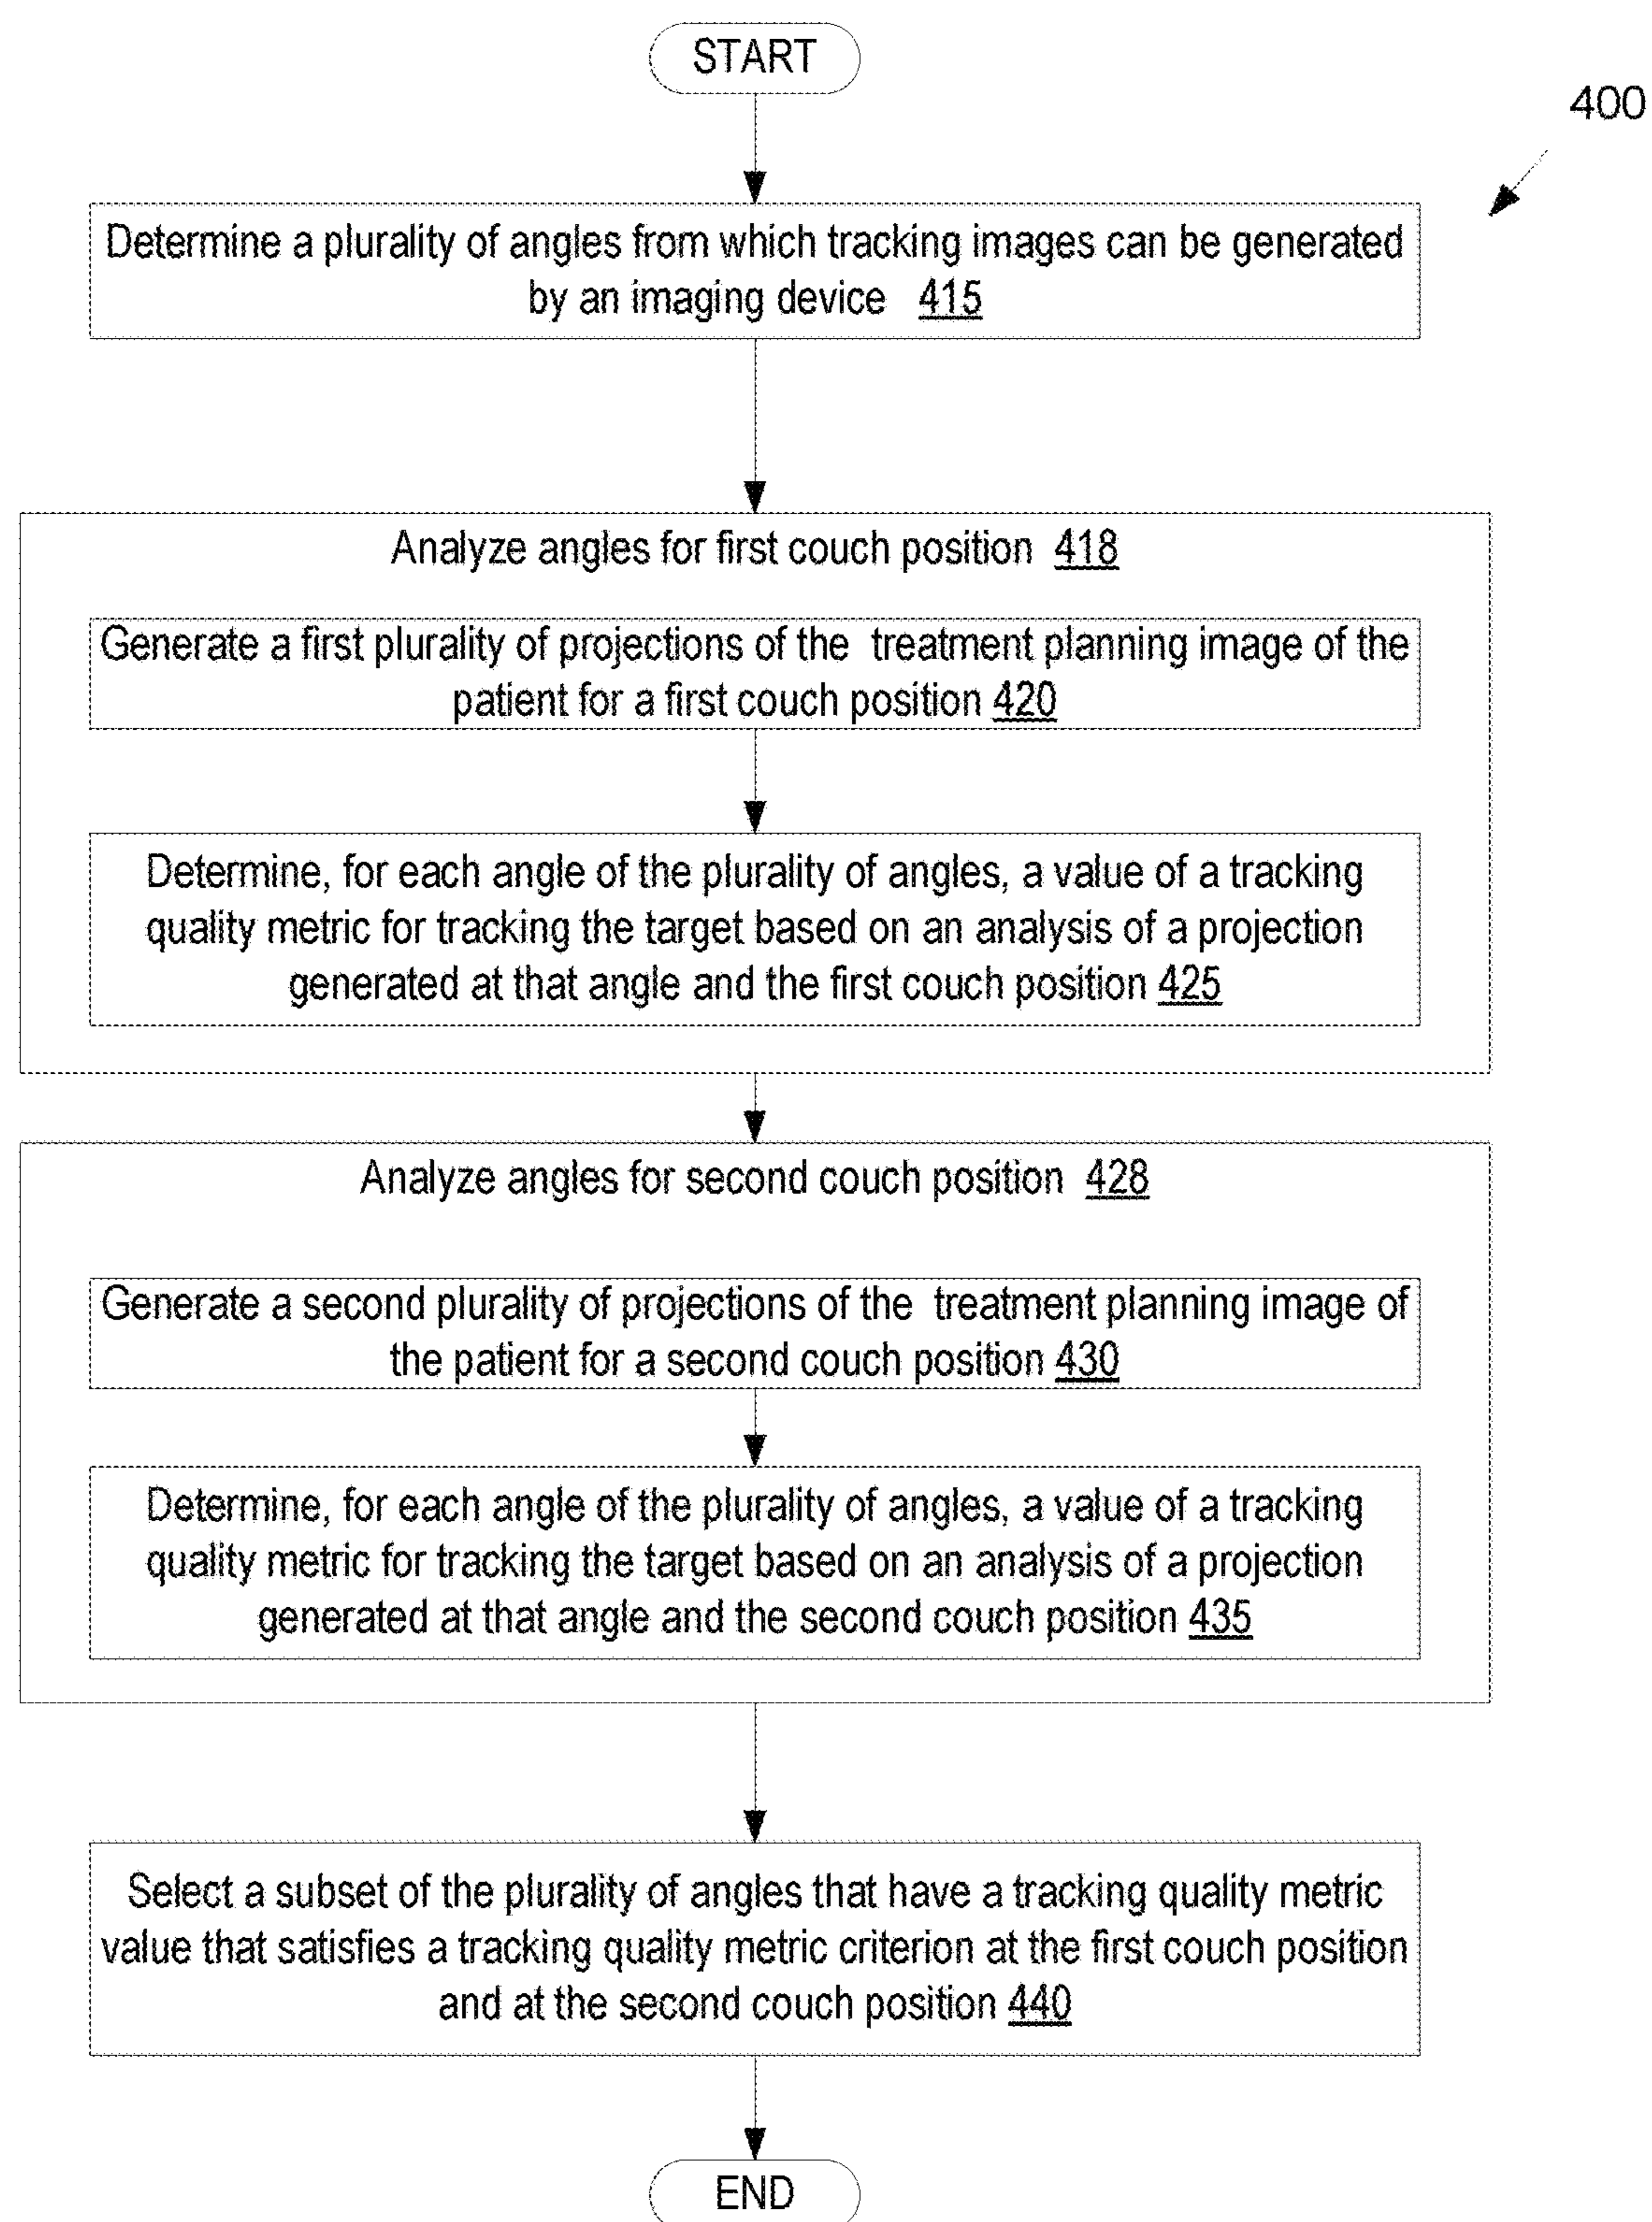 START
400
Determine a plurality of angles from which tracking images can be generated
by an imaging device 415
Analyze angles for first couch position 418
Generate a first plurality of projections of the treatment planning image of the
patient for a first couch position 420
Determine, for each angle of the plurality of angles, a value of a tracking
quality metric for tracking the target based on an analysis of a projection
generated at that angle and the first couch position 425
Analyze angles for second couch position 428
Generate a second plurality of projections of the treatment planning image of
the patient for a second couch position 430
Determine, for each angle of the plurality of angles, a value of a tracking
quality metric for tracking the target based on an analysis of a projection
generated at that angle and the second couch position 435
Select a subset of the plurality of angles that have a tracking quality metric
value that satisfies a tracking quality metric criterion at the first couch position
and at the second couch position 440
END